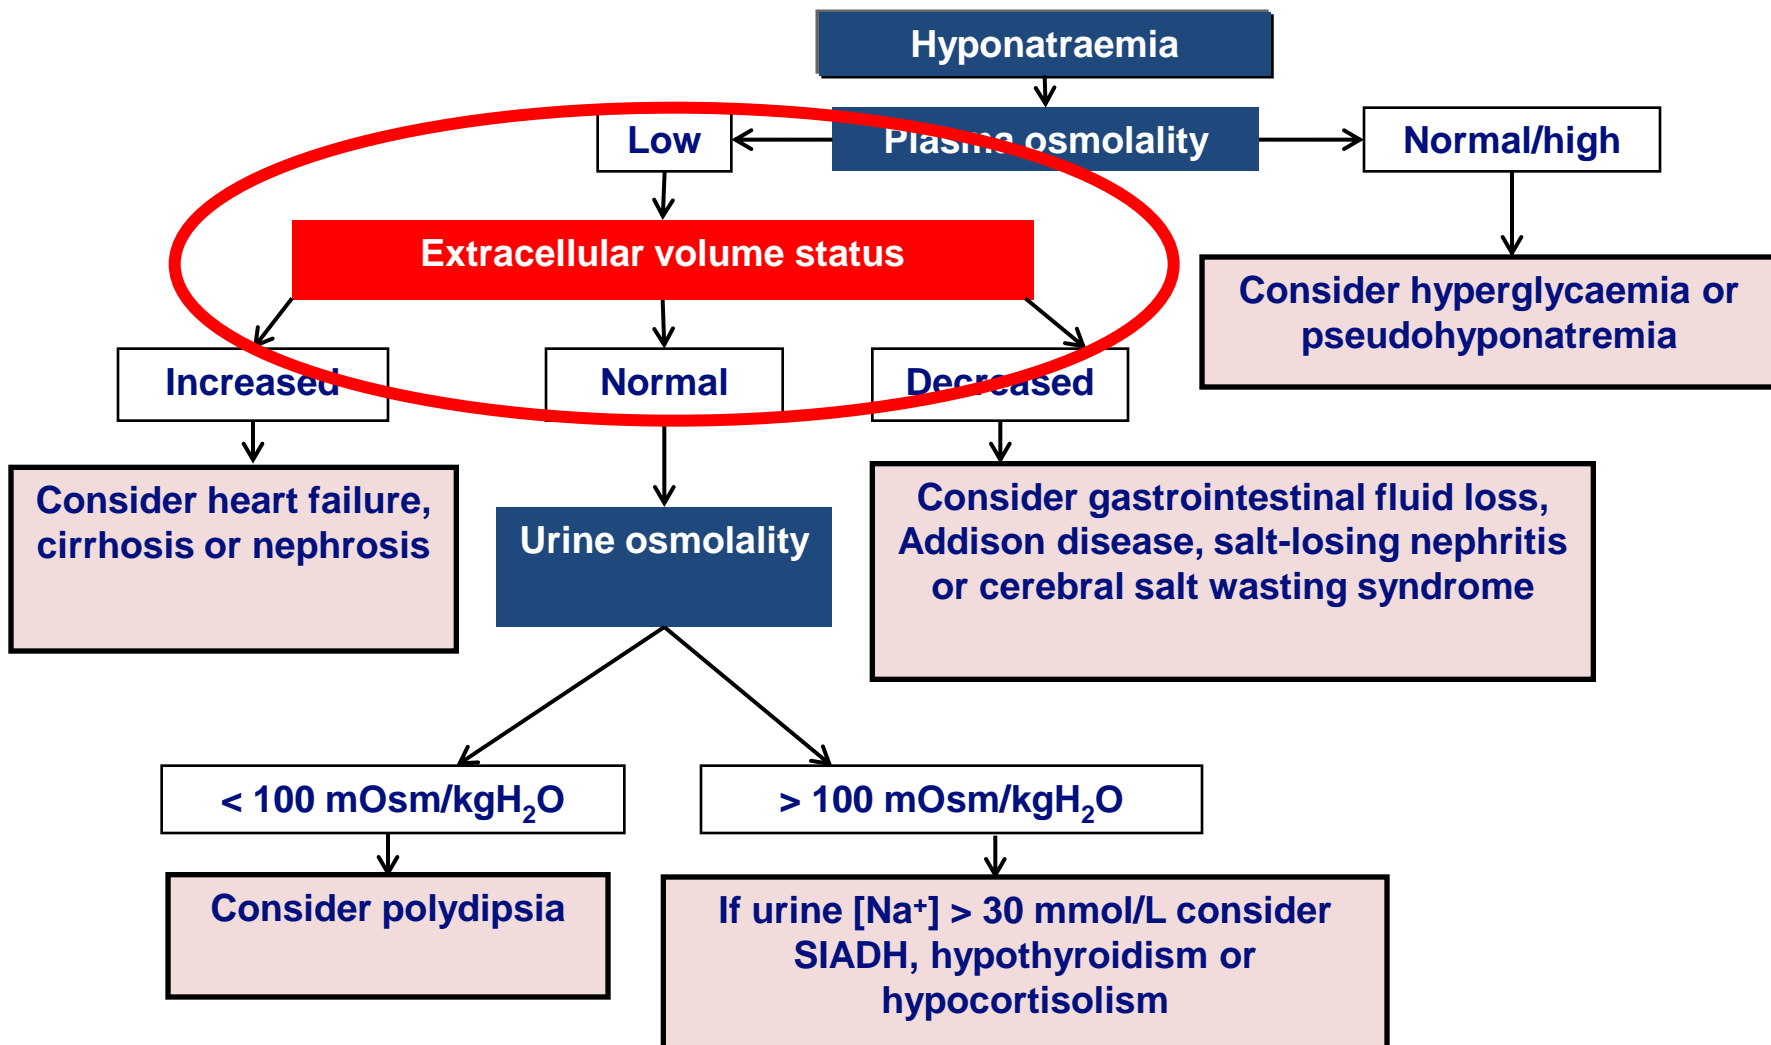 Hyponatraemia
Low
Plasma osmolality
Normal/high
Extracellular volume status
Consider hyperglycaemia or
pseudohyponatremia
Increased
Normal
Decreased
Consider heart failure,
cirrhosis or nephrosis
Urine osmolality
Consider gastrointestinal fluid loss,
Addison disease, salt-losing nephritis
or cerebral salt wasting syndrome
< 100 mOsm/kgH₂O
> 100 mOsm/kgH₂O
Consider polydipsia
If urine [Na⁺] > 30 mmol/L consider
SIADH, hypothyroidism or
hypocortisolism